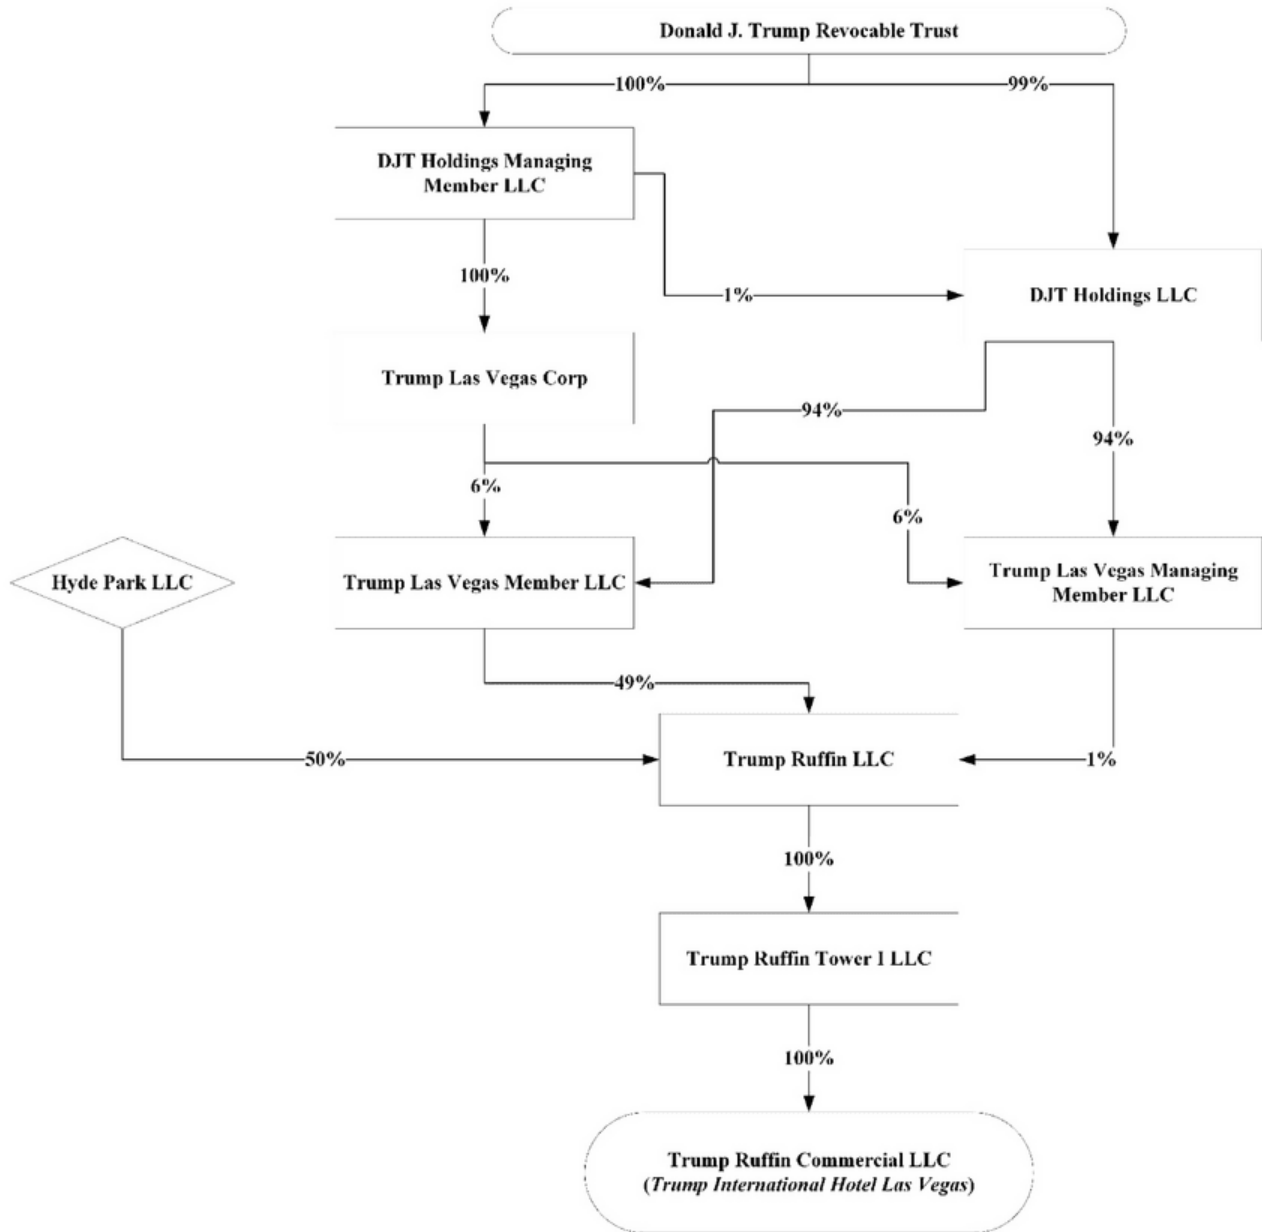 Donald J. Trump Revocable Trust
100%
99%
DJT Holdings Managing
Member LLC
100%
1%
DJT Holdings LLC
Trump Las Vegas Corp
94%
94%
6%
6%
Hyde Park LLC
Trump Las Vegas Member LLC
Trump Las Vegas Managing
Member LLC
49%
50%
Trump Ruffin LLC
1%
100%
Trump Ruffin Tower I LLC
100%
Trump Ruffin Commercial LLC
(Trump International Hotel Las Vegas)